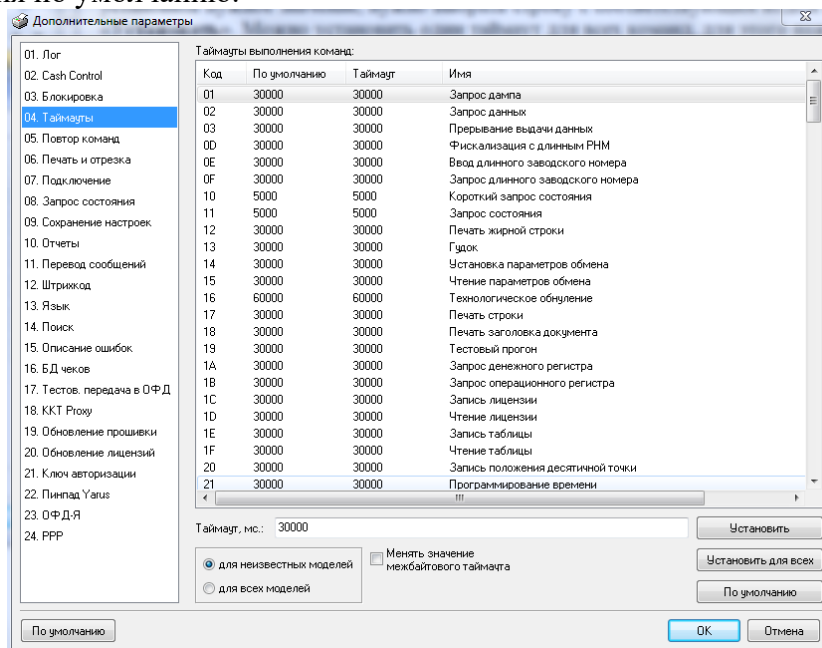 по умолчанию.
Дополнительные параметры
01. Лог
02. Cash Control
03. Блокировка
04. Таймауты
05. Повтор команд
06. Печать и отрезка
07. Подключение
08. Запрос состояния
09. Сохранение настроек
10. Отчеты
11. Перевод сообщений
12. Штрихкод
13. Язык
14. Поиск
15. Описание ошибок
16. БД чеков
17. Тестов. передача в ОФД
18. ККТ Proxy
19. Обновление прошивки
20. Обновление лицензий
21. Ключ авторизации
22. Пинпад Yarus
23. ОФД-Я
24. PPP
Таймауты выполнения команд:
Код По умолчанию Таймаут Имя
01 30000 30000 Запрос дампа
02 30000 30000 Запрос данных
03 30000 30000 Прерывание выдачи данных
0D 30000 30000 Фискализация с длинным РНМ
0E 30000 30000 Ввод длинного заводского номера
0F 30000 30000 Запрос длинного заводского номера
10 5000 5000 Короткий запрос состояния
11 5000 5000 Запрос состояния
12 30000 30000 Печать жирной строки
13 30000 30000 Гудок
14 30000 30000 Установка параметров обмена
15 30000 30000 Чтение параметров обмена
16 60000 60000 Технологическое обнуление
17 30000 30000 Печать строки
18 30000 30000 Печать заголовка документа
19 30000 30000 Тестовый прогон
1A 30000 30000 Запрос денежного регистра
1B 30000 30000 Запрос операционного регистра
1C 30000 30000 Запись лицензии
1D 30000 30000 Чтение лицензии
1E 30000 30000 Запись таблицы
1F 30000 30000 Чтение таблицы
20 30000 30000 Запись положения десятичной точки
21 30000 30000 Программирование времени
Таймаут, мс.: 30000
Установить
для неизвестных моделей
для всех моделей
Менять значение
межбайтового таймаута
Установить для всех
По умолчанию
По умолчанию
OK
Отмена